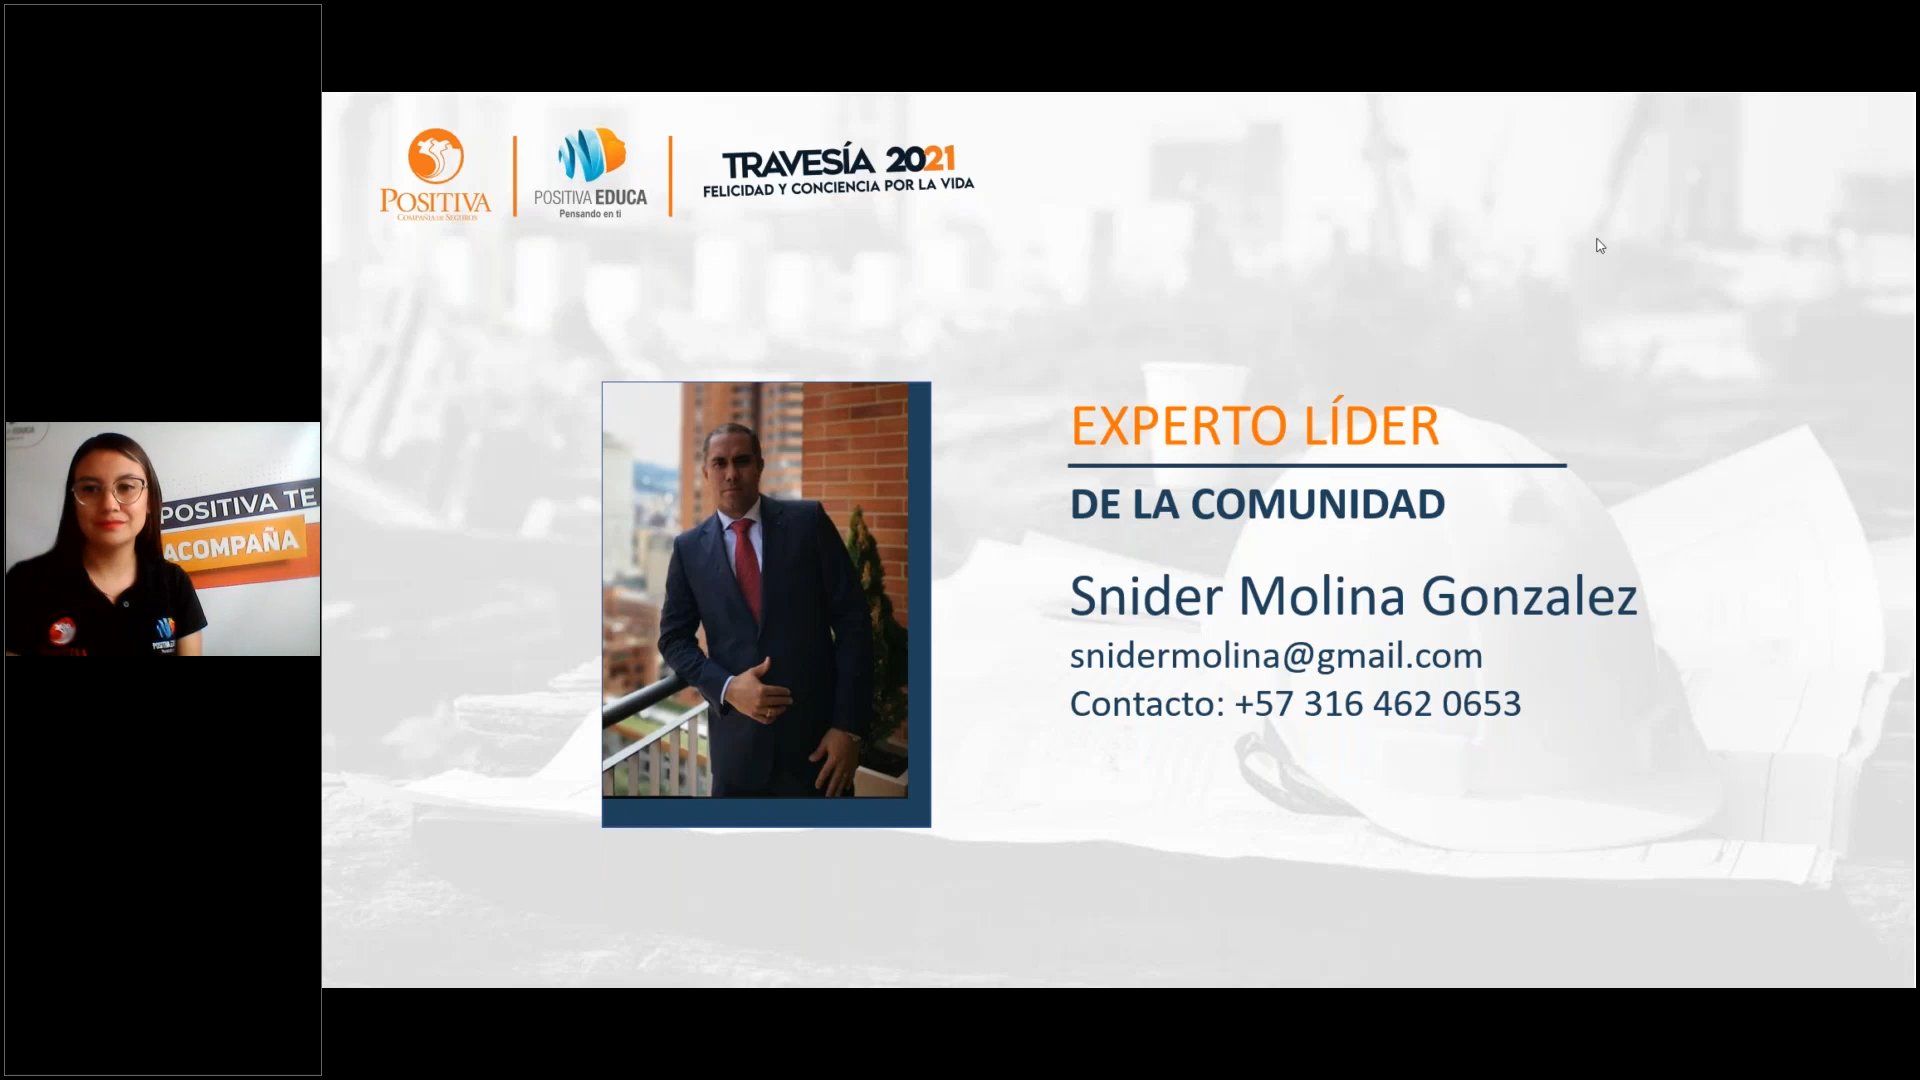 POSITIVA
COMPAÑIA DE SEGUROS
POSITIVA EDUCA
Pensando en ti
TRAVESÍA 2021
FELICIDAD Y CONCIENCIA POR LA VIDA
POSITIVA TE
ACOMPAÑA
EXPERTO LÍDER
DE LA COMUNIDAD
Snider Molina Gonzalez
snidermolina@gmail.com
Contacto: +57 316 462 0653